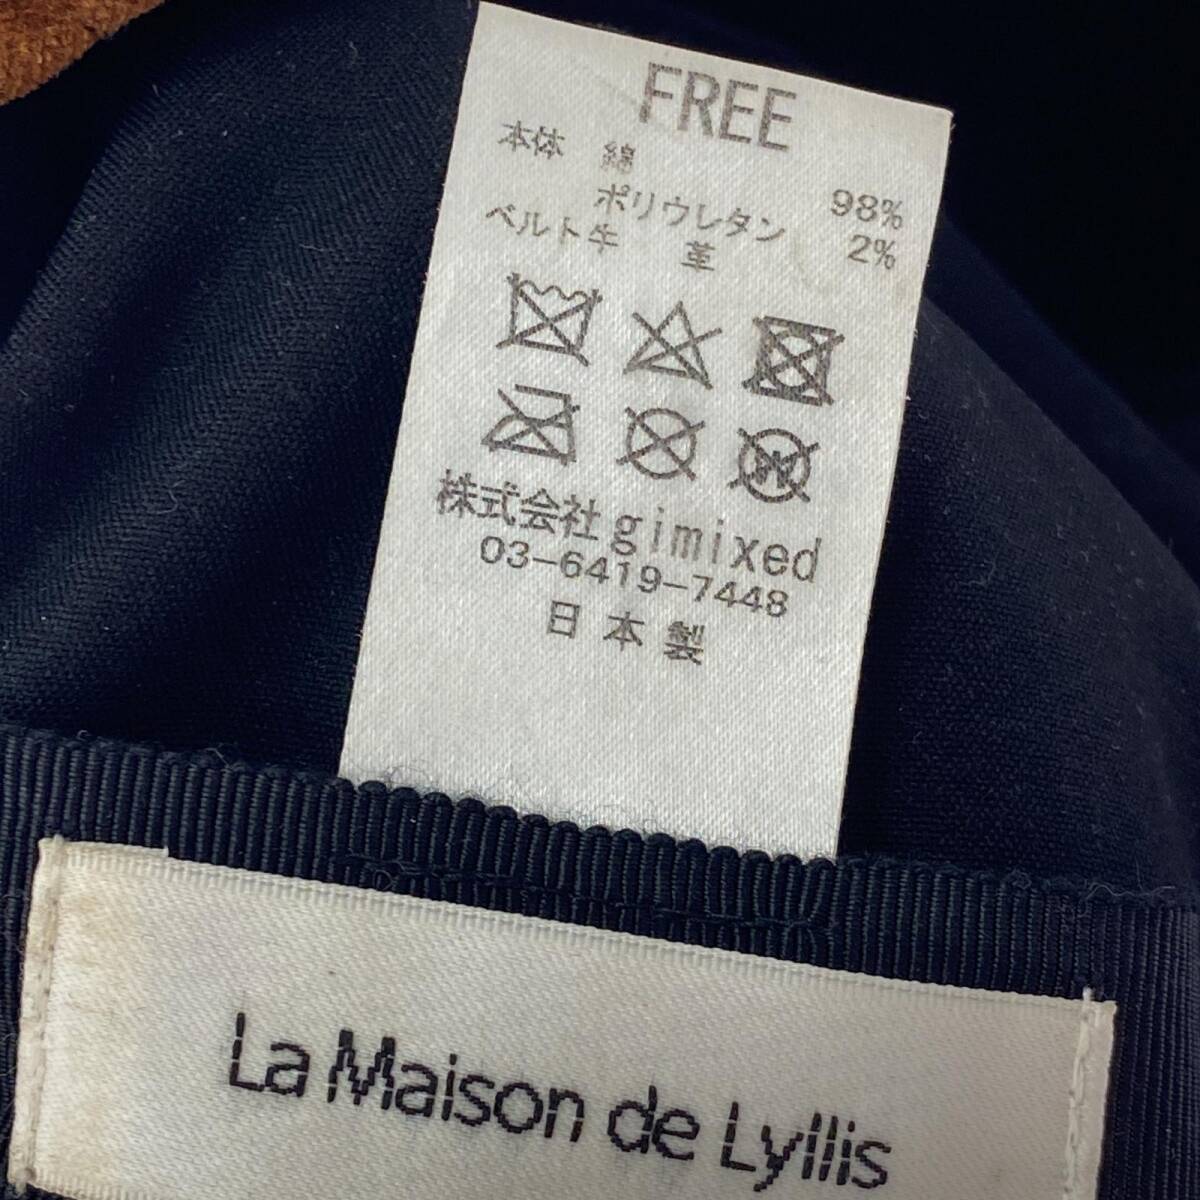 FREE
本体 綿 98%
ポリウレタン 2%
ベルト牛 革
W
株式会社gimixed
03-6419-7448
日本製
La Maison de Lyllis